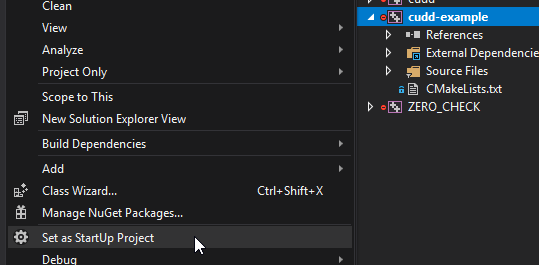 Clean
View
Analyze
Project Only
Scope to This
New Solution Explorer View
Build Dependencies
Add
Class Wizard... Ctrl+Shift+X
Manage NuGet Packages...
Set as StartUp Project
Debug
cudd
cudd-example
References
External Dependencie
Source Files
CMakeLists.txt
ZERO_CHECK